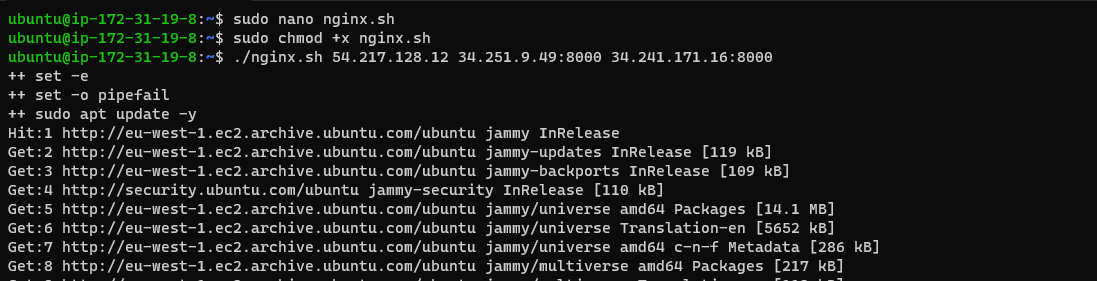 ubuntu@ip-172-31-19-8:~$ sudo nano nginx.sh
ubuntu@ip-172-31-19-8:~$ sudo chmod +x nginx.sh
ubuntu@ip-172-31-19-8:~$ ./nginx.sh 54.217.128.12 34.251.9.49:8000 34.241.171.16:8000
++ set -e
++ set -o pipefail
++ sudo apt update -y
Hit:1 http://eu-west-1.ec2.archive.ubuntu.com/ubuntu jammy InRelease
Get:2 http://eu-west-1.ec2.archive.ubuntu.com/ubuntu jammy-updates InRelease [119 kB]
Get:3 http://eu-west-1.ec2.archive.ubuntu.com/ubuntu jammy-backports InRelease [109 kB]
Get:4 http://security.ubuntu.com/ubuntu jammy-security InRelease [110 kB]
Get:5 http://eu-west-1.ec2.archive.ubuntu.com/ubuntu jammy/universe amd64 Packages [14.1 MB]
Get:6 http://eu-west-1.ec2.archive.ubuntu.com/ubuntu jammy/universe Translation-en [5652 kB]
Get:7 http://eu-west-1.ec2.archive.ubuntu.com/ubuntu jammy/universe amd64 c-n-f Metadata [286 kB]
Get:8 http://eu-west-1.ec2.archive.ubuntu.com/ubuntu jammy/multiverse amd64 Packages [217 kB]